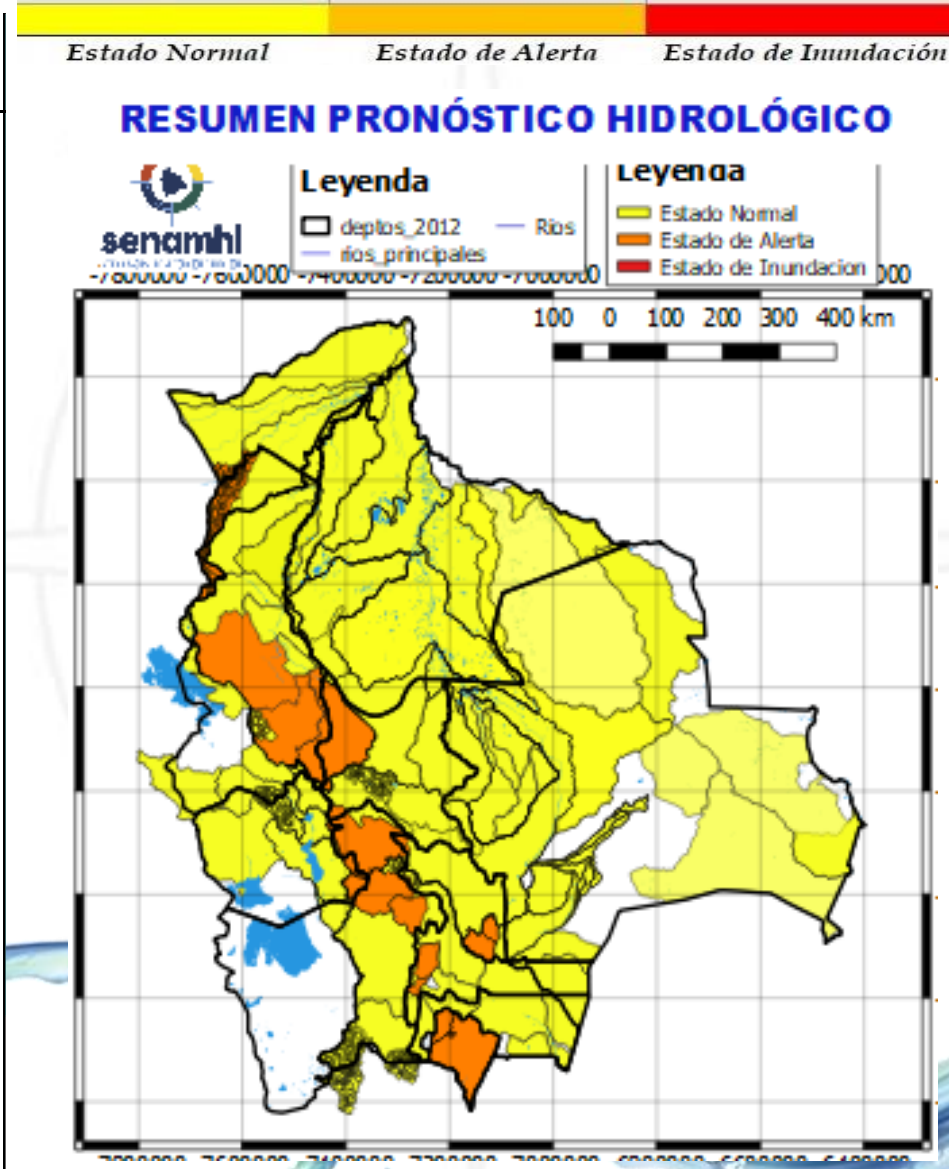 Estado Normal Estado de Alerta Estado de Inundación
RESUMEN PRONÓSTICO HIDROLÓGICO
senamhi
Leyenda
deptos_2012 Rios
rios_principales
Leyenda
Estado Normal
Estado de Alerta
Estado de Inundacion
-7800000 -7600000 -7400000 -7200000 -7000000
100 0 100 200 300 400 km